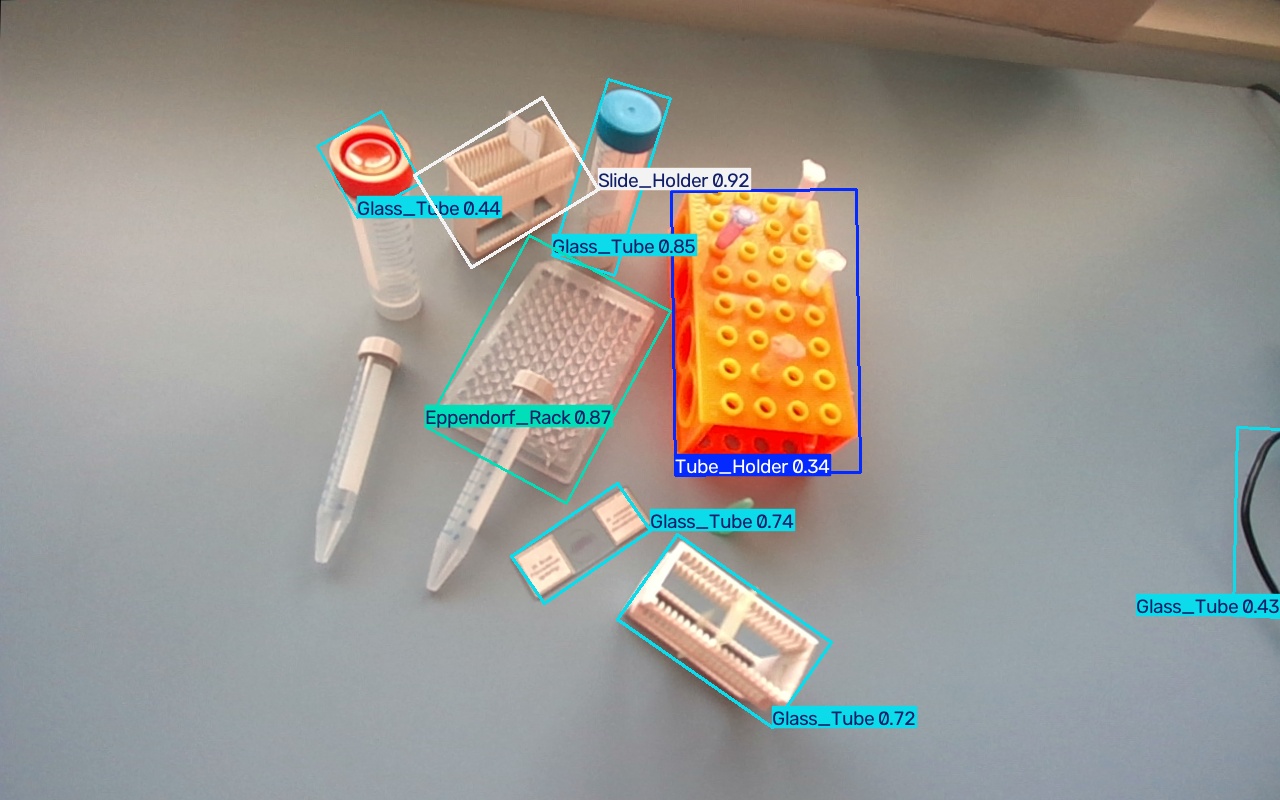 Slide_Holder 0.92
Glass_Tube 0.44
Glass_Tube 0.85
Eppendorf_Rack 0.87
Tube_Holder 0.34
Glass_Tube 0.74
Glass_Tube 0.43
Glass_Tube 0.72